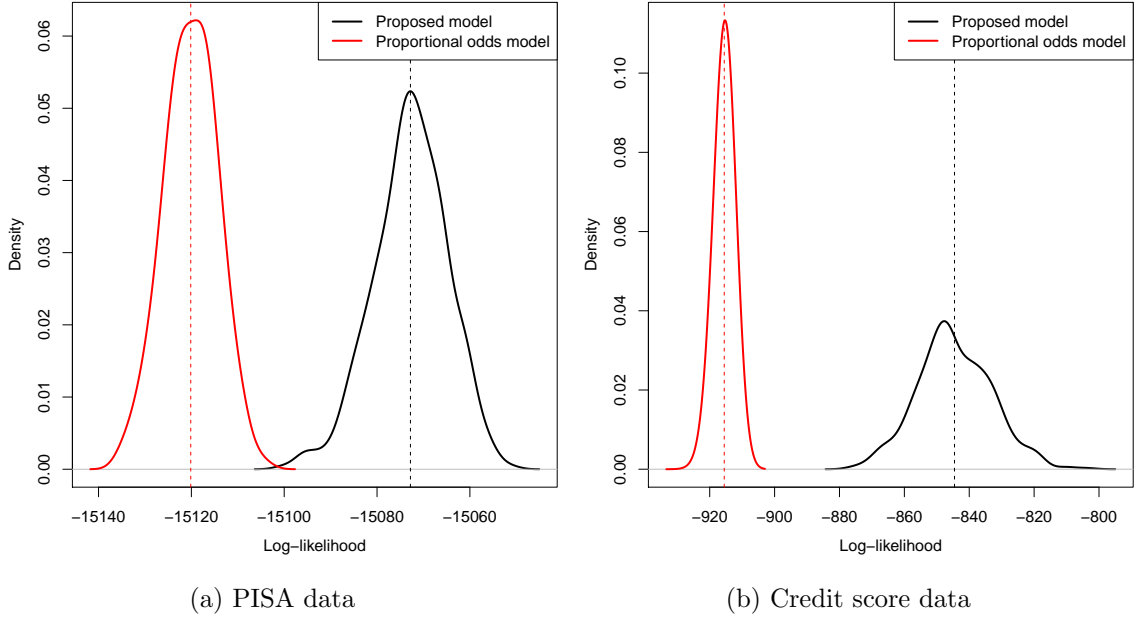 Proposed model
Proportional odds model
0.06
0.05
0.04
0.03
0.02
0.01
0.00
Density
−15140
−15120
−15100
−15080
−15060
Log−likelihood
(a) PISA data
Proposed model
Proportional odds model
0.10
0.08
0.06
0.04
0.02
0.00
Density
−920
−900
−880
−860
−840
−820
−800
Log−likelihood
(b) Credit score data